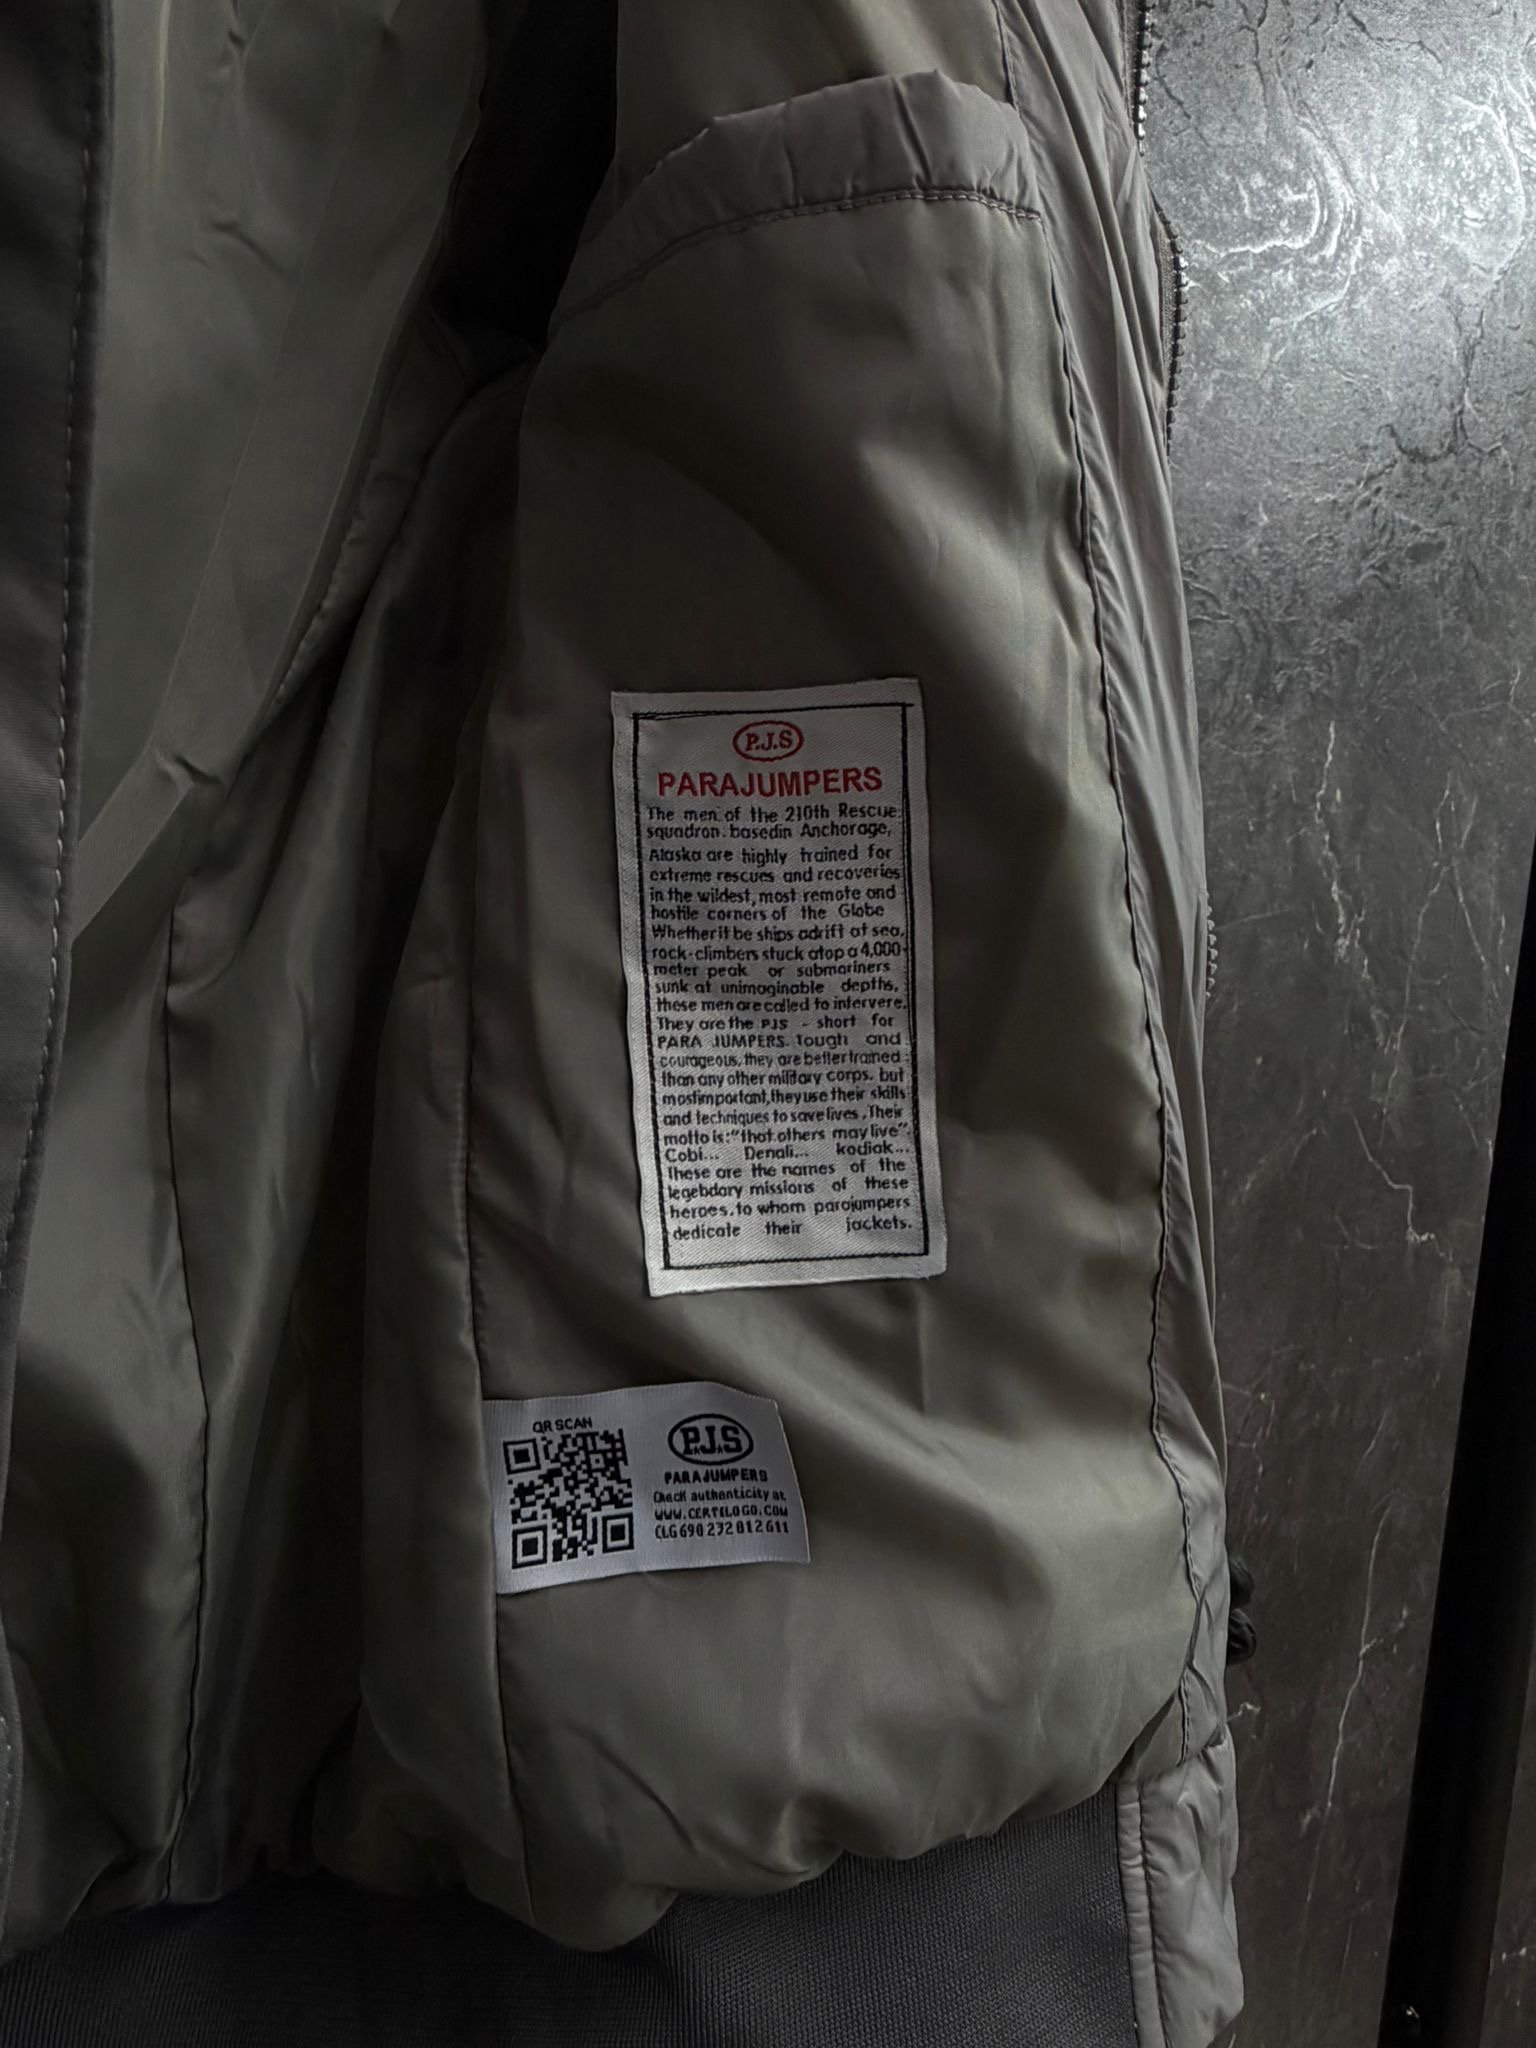 P.J.S
PARAJUMPERS
The men of the 210th Rescue
squadron. basedin Anchorage,
Alaska are highly trained for
extreme rescues and recoveries
in the wildest, most remote and
hostile corners of the Globe
Whether it be ships adrift at sea,
rock-climbers stuck atop a 4,000
meter peak or submariners
sunk at unimaginable depths,
these men are called to intervere.
They are the PJS - short for
PARA JUMPERS. Tough and
courageous, they are better trained
than any other military corps. but
mostimportant, they use their skills
and techniques to save lives. Their
motto is: "that others may live".
Cobi... Denali... kodiak...
These are the names of the
legebdary missions of these
heroes. to whom parajumpers
dedicate their jackets.
QR SCAN
P.J.S
PARAJUMPERS
Check authenticity at
WWW.CERTILOGO.COM
CLG690232012611